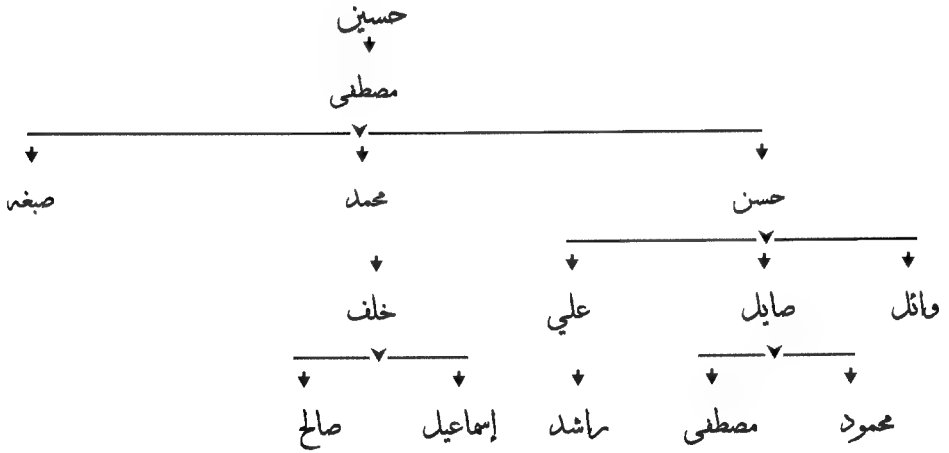 حسين
مصطفى
حسن محمد صبغه
وائل صايل علي خلف
محمود مصطفى راشد إسماعيل صالح